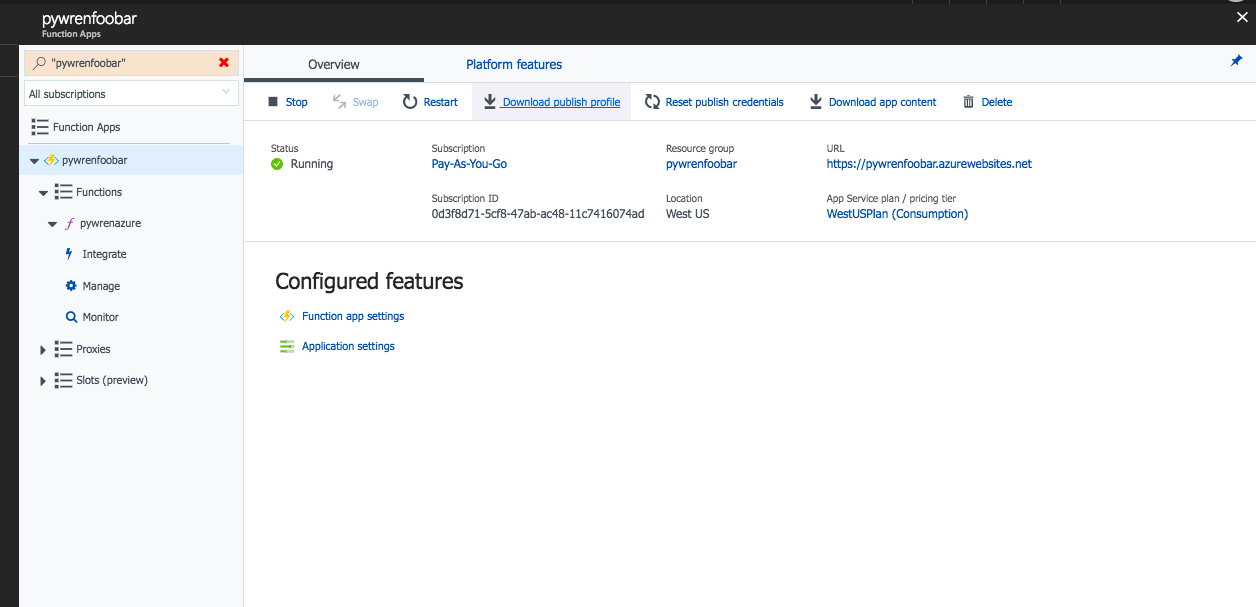 pywrenfoobar
Function Apps
"pywrenfoobar"
All subscriptions
Function Apps
pywrenfoobar
Functions
pywrenazure
Integrate
Manage
Monitor
Proxies
Slots (preview)
Overview Platform features
Stop Swap Restart Download publish profile Reset publish credentials Download app content Delete
Status Subscription Resource group URL
Running Pay-As-You-Go pywrenfoobar https://pywrenfoobar.azurewebsites.net
Subscription ID Location App Service plan / pricing tier
0d3f8d71-5cf8-47ab-ac48-11c7416074ad West US WestUSPlan (Consumption)
Configured features
Function app settings
Application settings